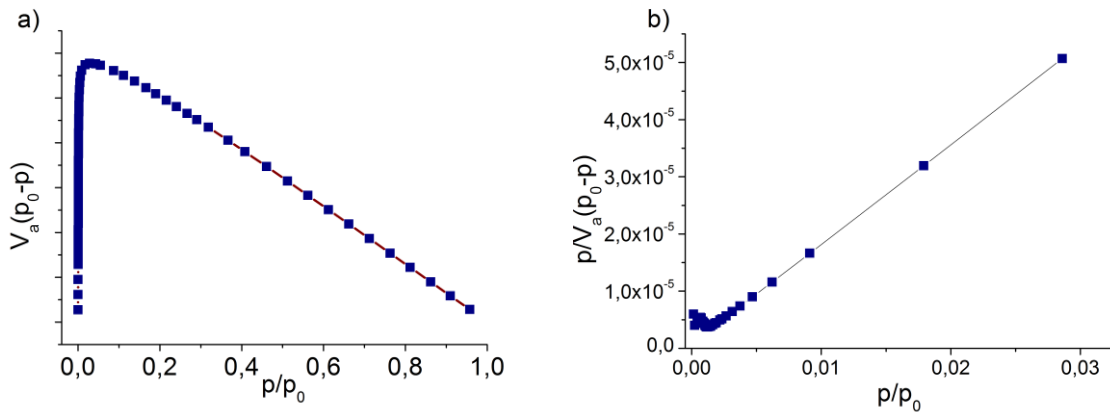 a)
V_a(p_0-p)
0,0 0,2 0,4 0,6 0,8 1,0
p/p_0
b)
p/V_a(p_0-p)
5,0x10^-5
4,0x10^-5
3,0x10^-5
2,0x10^-5
1,0x10^-5
0,0
0,00 0,01 0,02 0,03
p/p_0